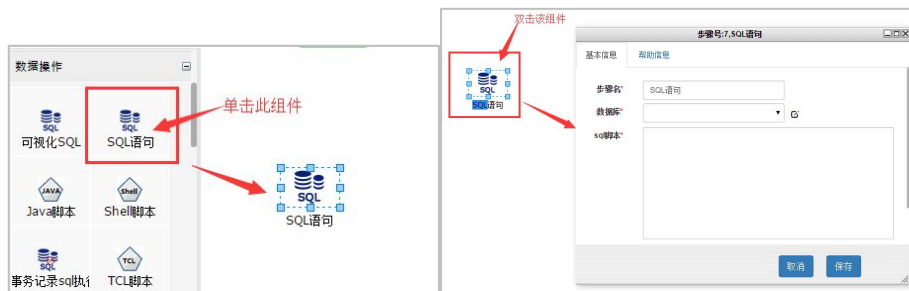 数据操作
SQL
可视化SQL
SQL
SQL语句
单击此组件
JAVA
Java脚本
Shell
Shell脚本
SQL
事务记录sql执行
TCL
TCL脚本
SQL
SQL语句
双击该组件
SQL
SQL语句
步骤号:7,SQL语句
基本信息
帮助信息
步骤名*
SQL语句
数据库*
sql脚本*
取消
保存